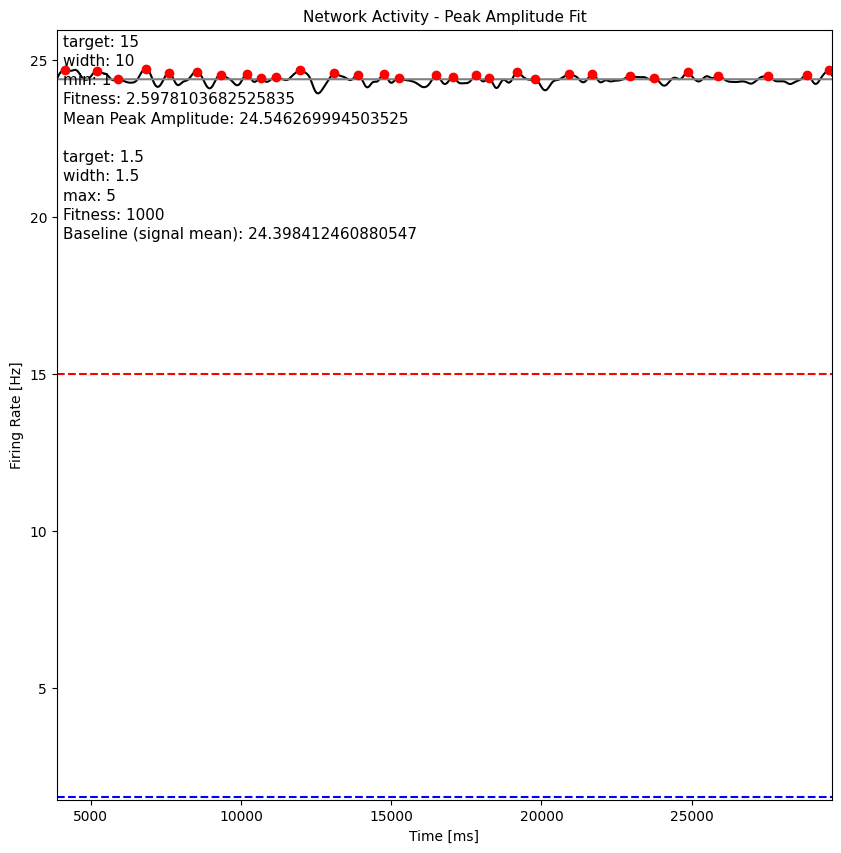 Network Activity - Peak Amplitude Fit
target: 15
width: 10
min: 1
Fitness: 2.5978103682525835
Mean Peak Amplitude: 24.546269994503525
target: 1.5
width: 1.5
max: 5
Fitness: 1000
Baseline (signal mean): 24.398412460880547
25
20
15
10
5
Firing Rate [Hz]
5000
10000
15000
20000
25000
Time [ms]